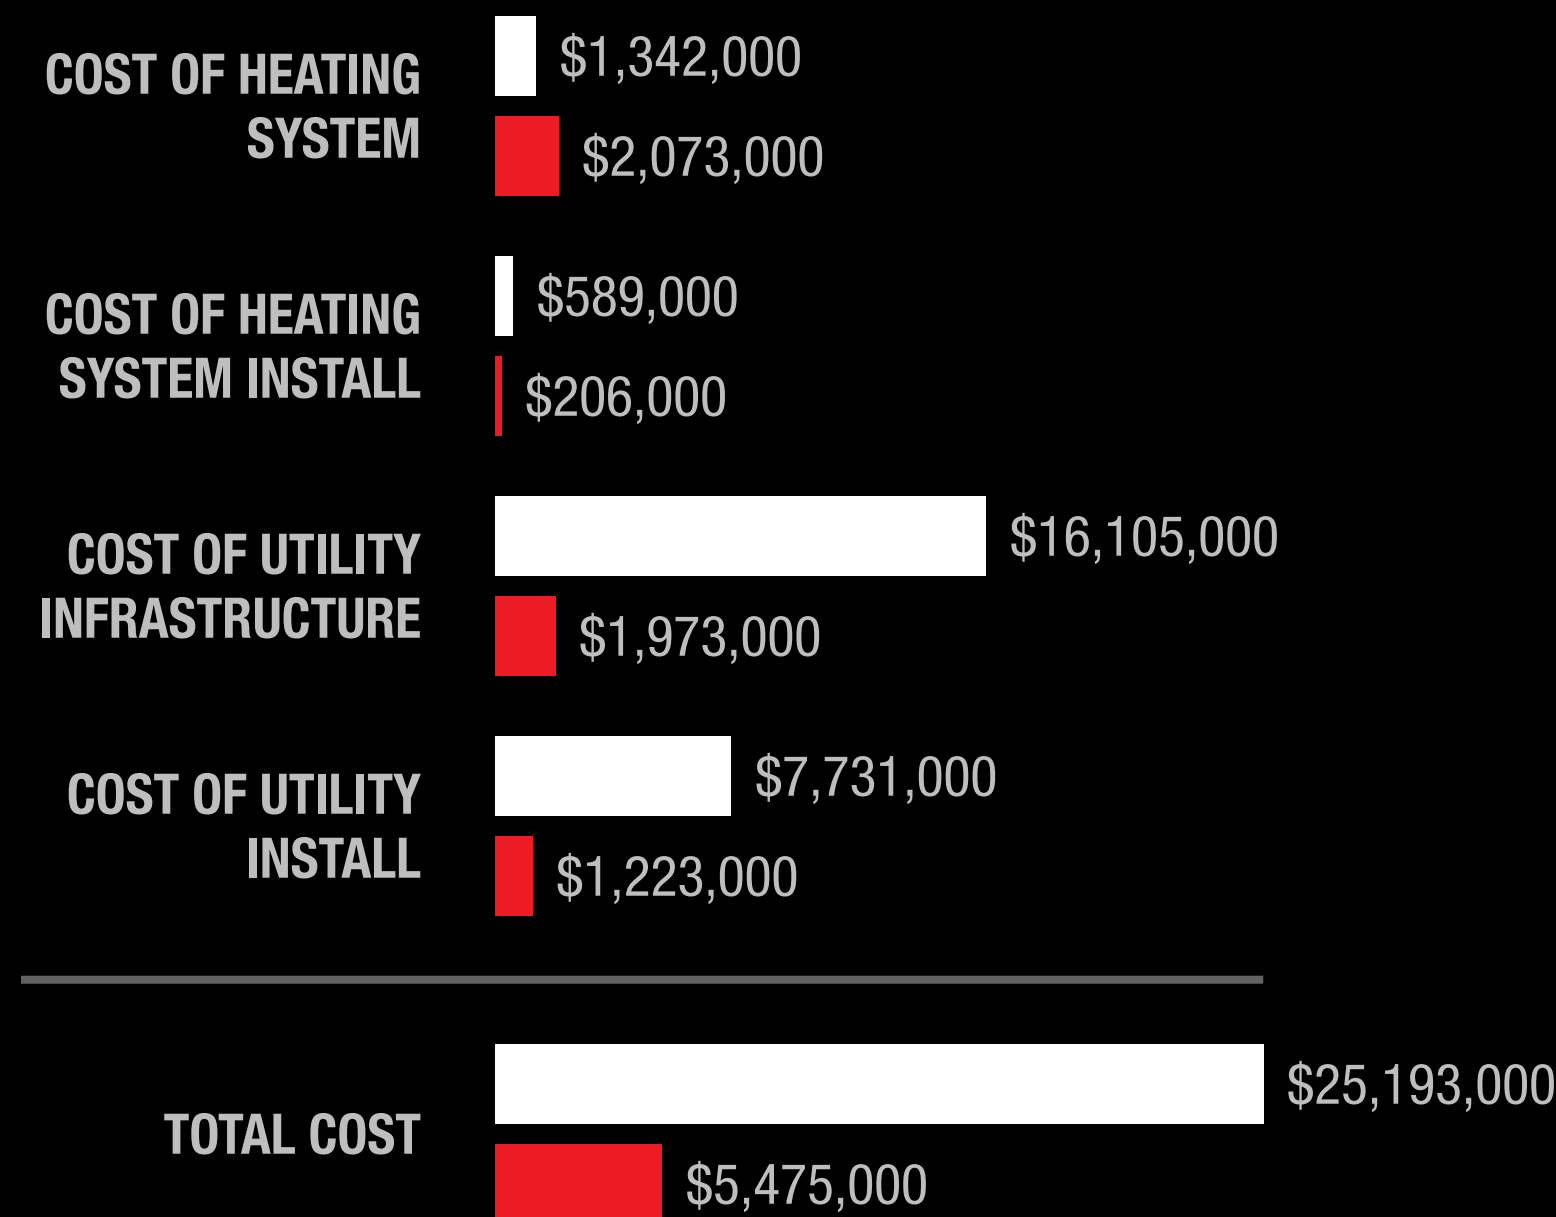 COST OF HEATING
SYSTEM
$1,342,000
$2,073,000
COST OF HEATING
SYSTEM INSTALL
$589,000
$206,000
COST OF UTILITY
INFRASTRUCTURE
$16,105,000
$1,973,000
COST OF UTILITY
INSTALL
$7,731,000
$1,223,000
TOTAL COST
$25,193,000
$5,475,000